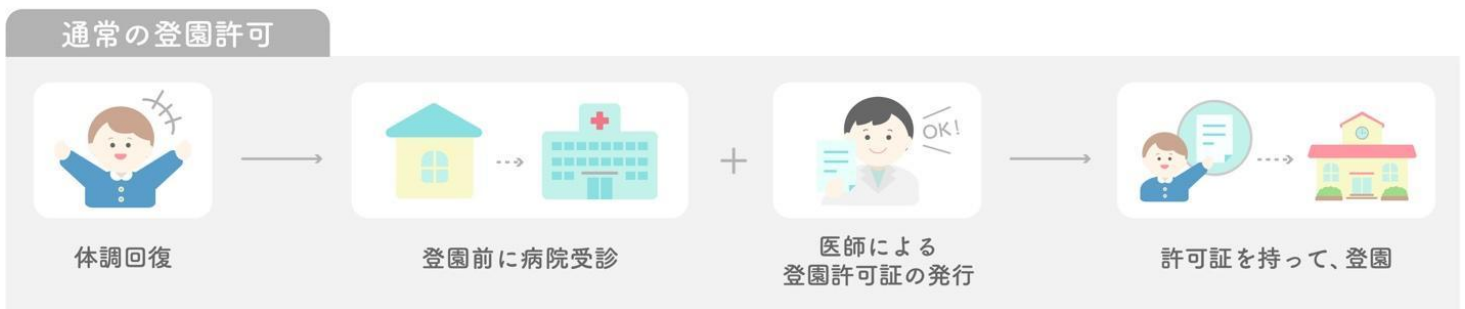 通常の登園許可
OK!
体調回復
登園前に病院受診
医師による
登園許可証の発行
許可証を持って、登園